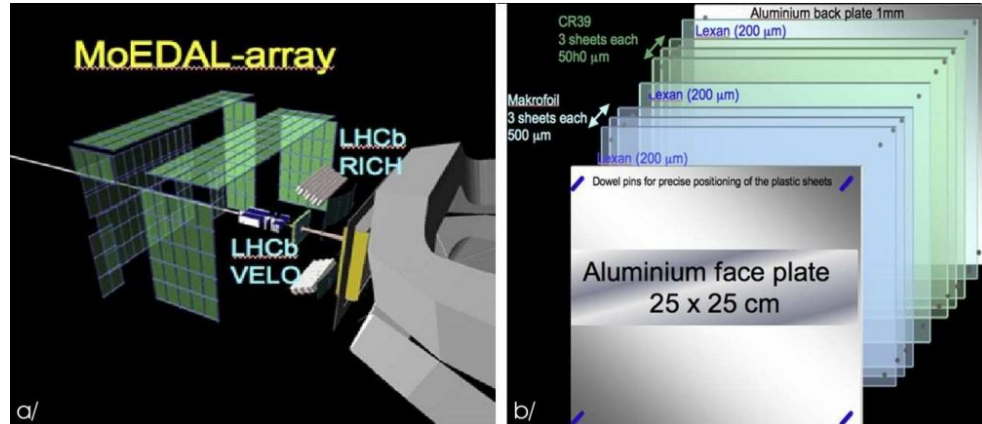 MoEDAL-array
LHCb
RICH
LHCb
VELO
a/
Aluminium back plate 1mm
CR39
3 sheets each
50h0 μm
Lexan (200 μm)
Lexan (200 μm)
Makrofoil
3 sheets each
500 μm
Lexan (200 μm)
Dowel pins for precise positioning of the plastic sheets
Aluminium face plate
25 x 25 cm
b/